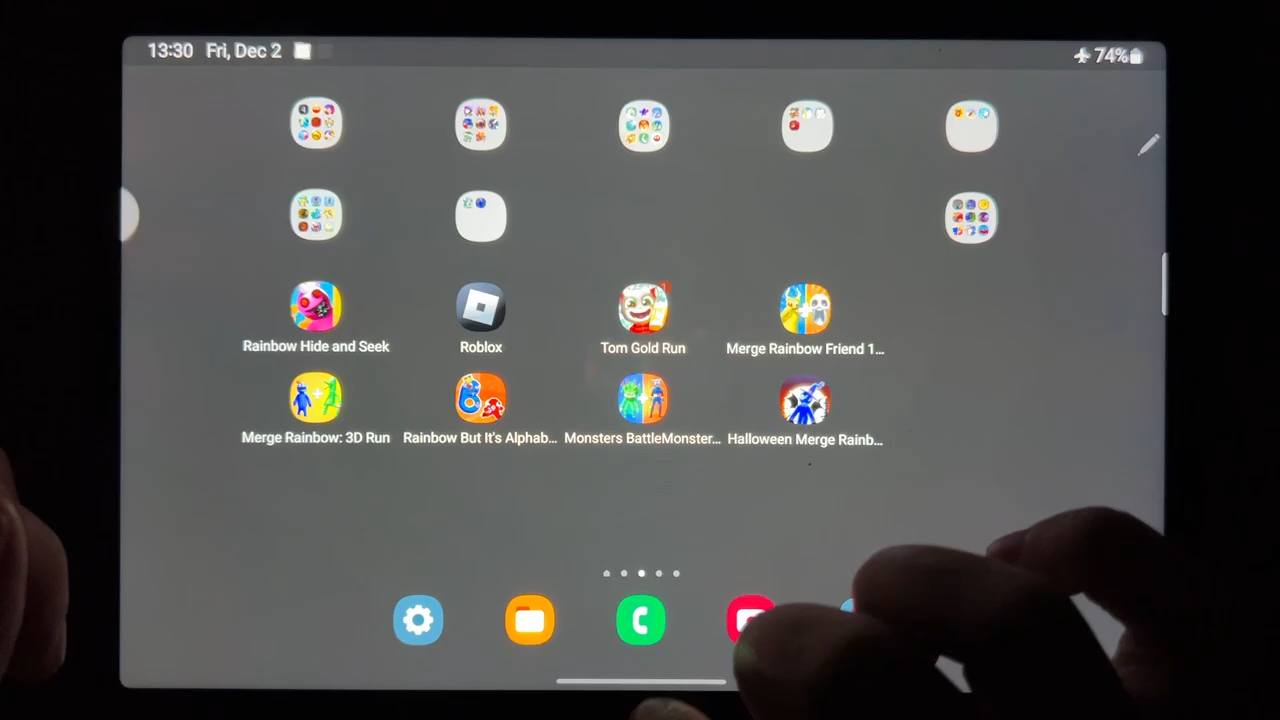 13:30 Fri, Dec 2
74%
Rainbow Hide and Seek
Roblox
Tom Gold Run
Merge Rainbow Friend 1...
Merge Rainbow: 3D Run
Rainbow But It's Alphab...
Monsters BattleMonster...
Halloween Merge Rainb...